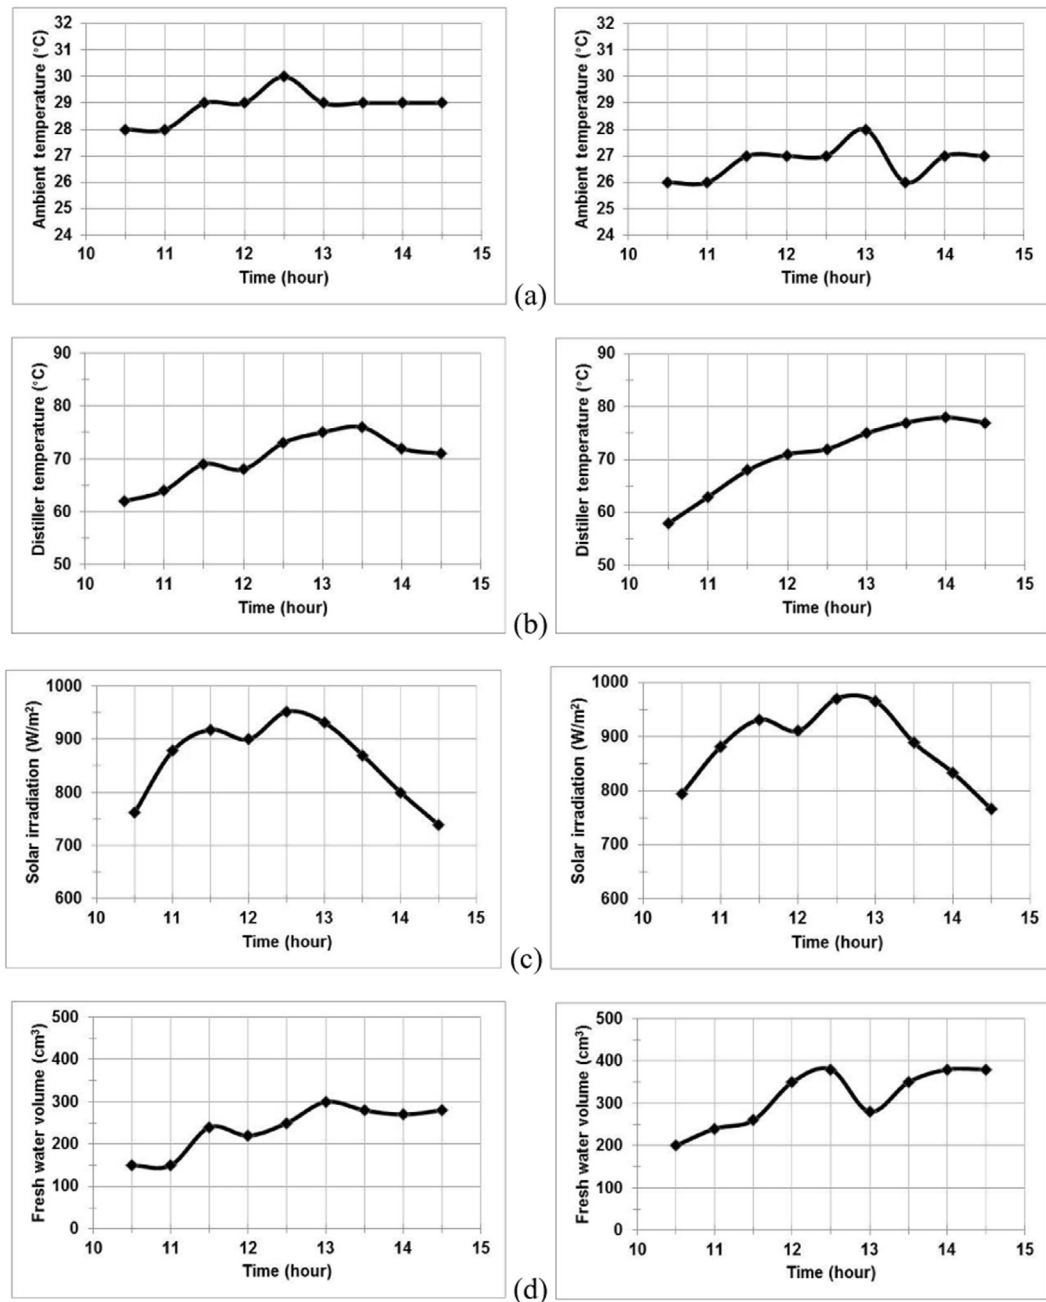 32
31
30
29
28
27
26
25
24
10 11 12 13 14 15
Ambient temperature (°C)
Time (hour)
32
31
30
29
28
27
26
25
24
10 11 12 13 14 15
Ambient temperature (°C)
Time (hour)
(a)
90
80
70
60
50
10 11 12 13 14 15
Distiller temperature (°C)
Time (hour)
90
80
70
60
50
10 11 12 13 14 15
Distiller temperature (°C)
Time (hour)
(b)
1000
900
800
700
600
10 11 12 13 14 15
Solar irradiation (W/m²)
Time (hour)
1000
900
800
700
600
10 11 12 13 14 15
Solar irradiation (W/m²)
Time (hour)
(c)
500
400
300
200
100
0
10 11 12 13 14 15
Fresh water volume (cm³)
Time (hour)
500
400
300
200
100
0
10 11 12 13 14 15
Fresh water volume (cm³)
Time (hour)
(d)